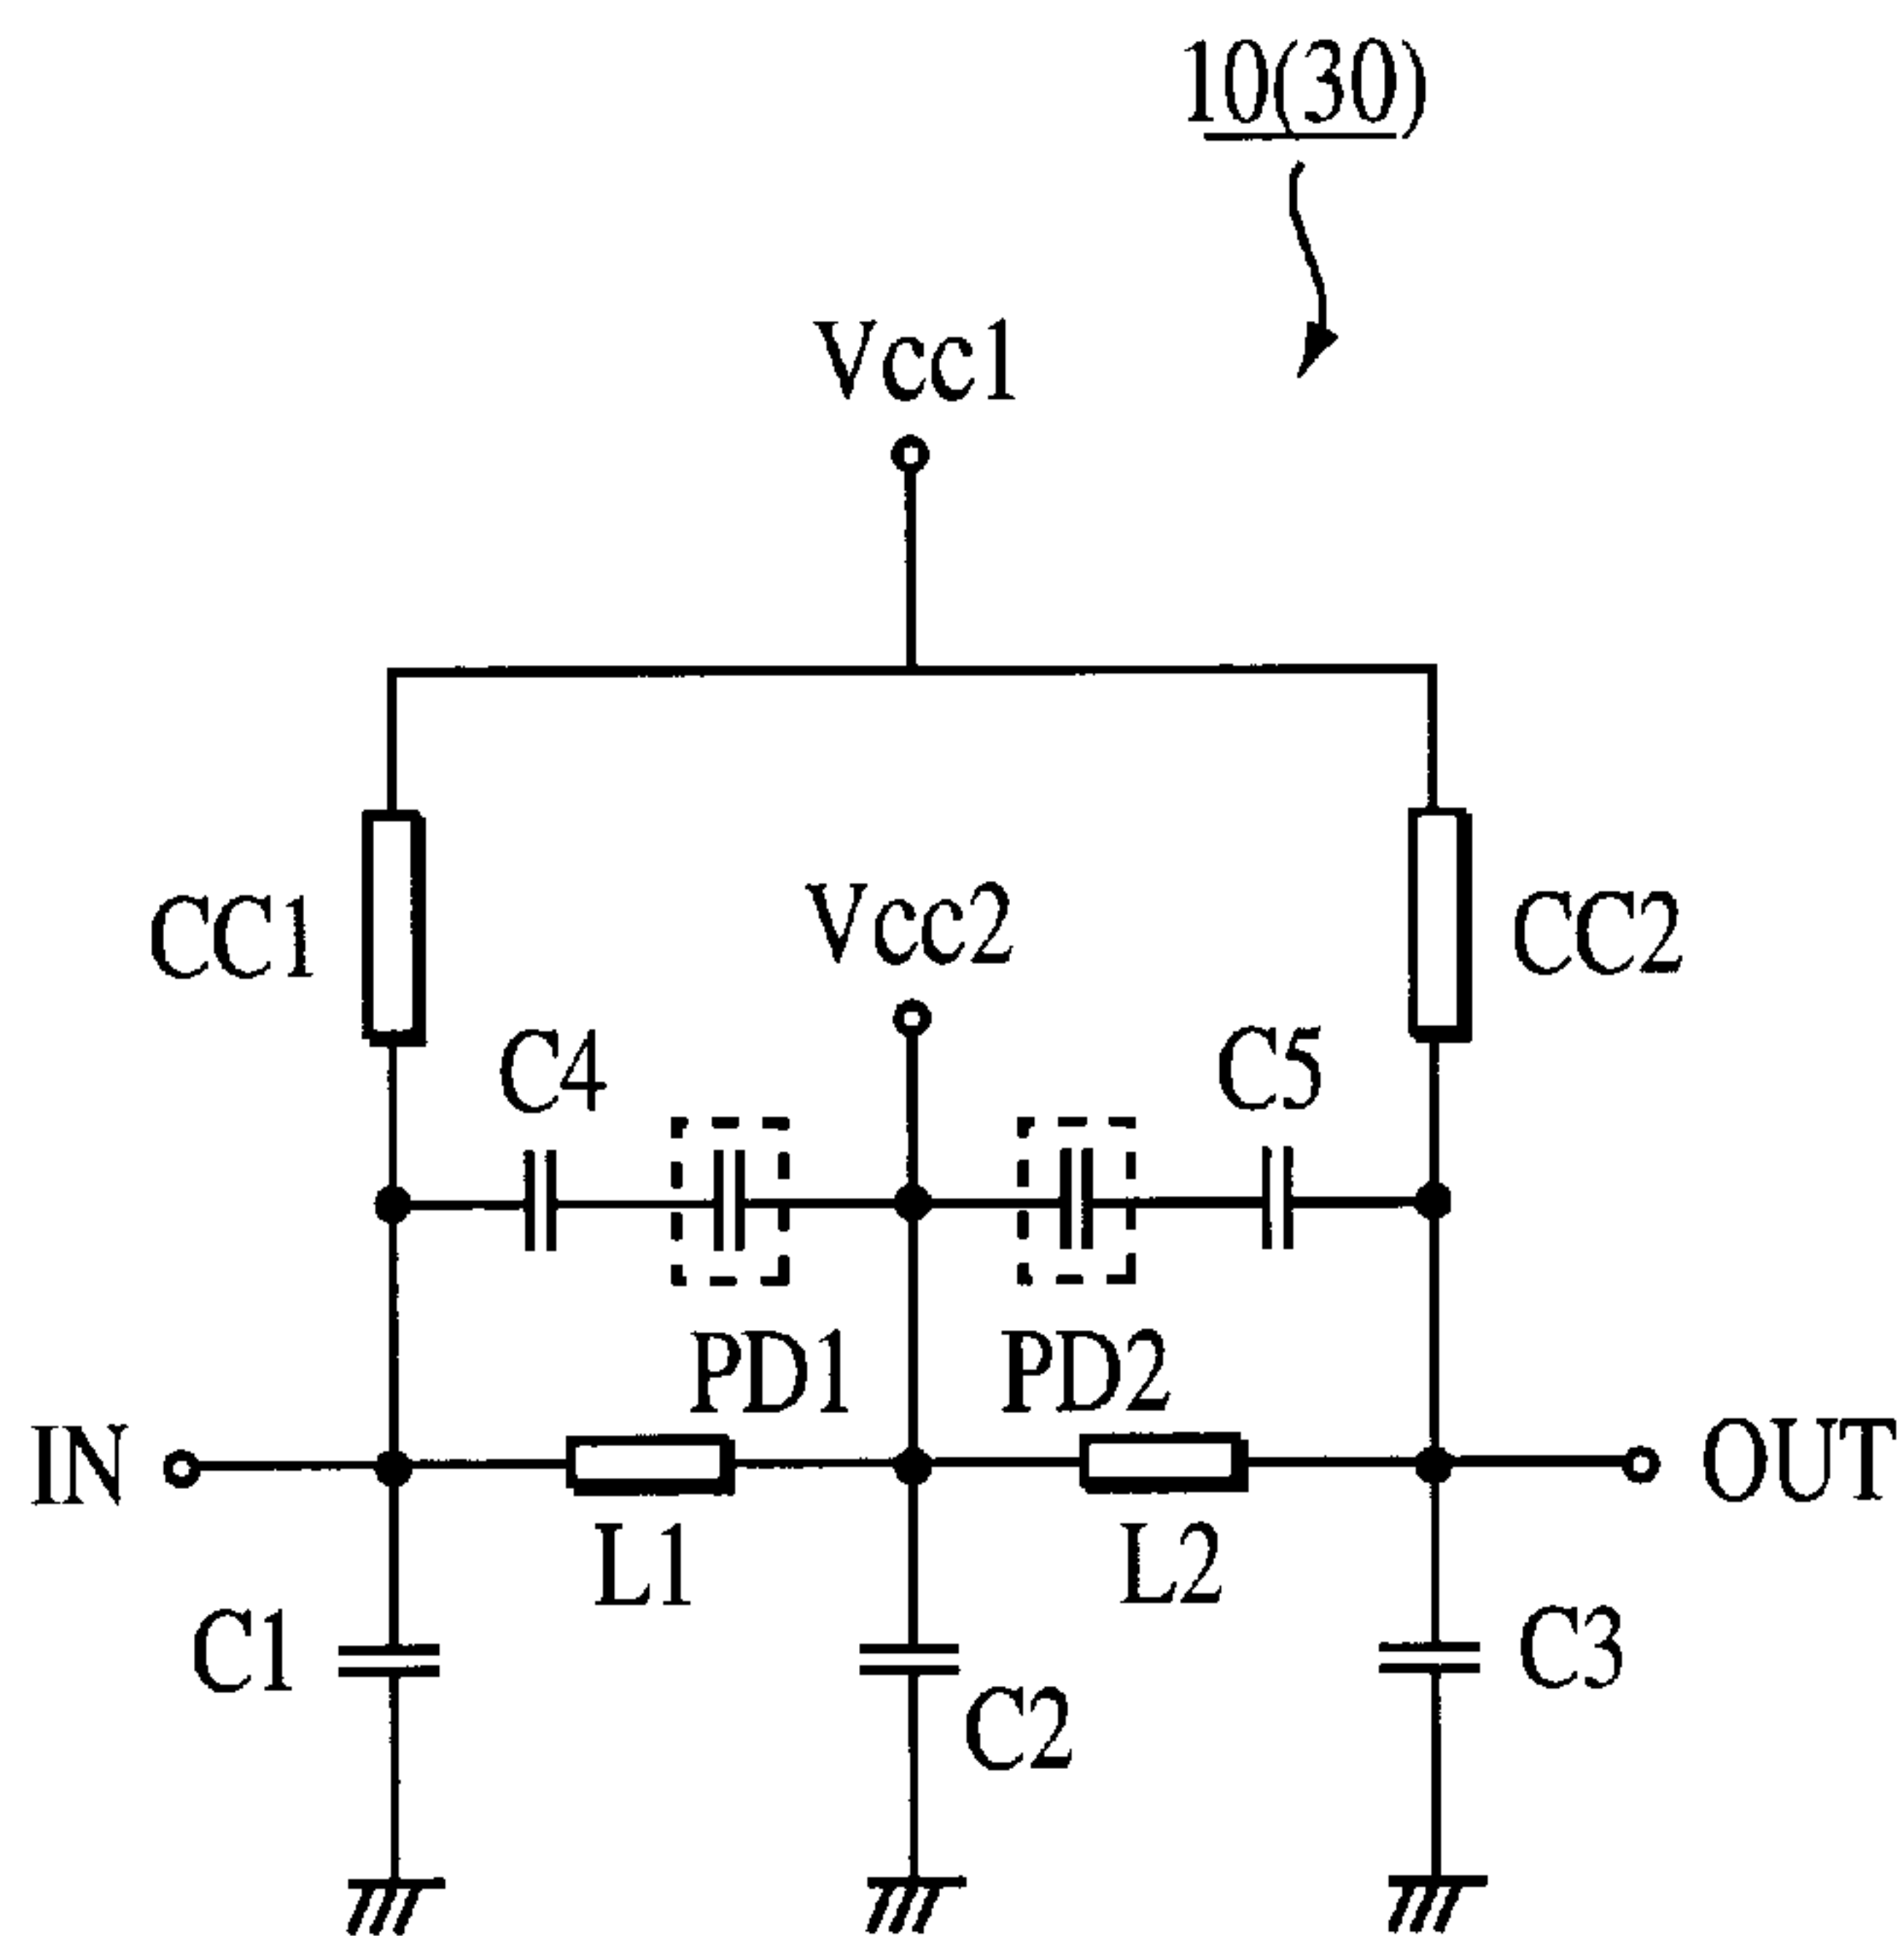 10(30)
Vcc1
CC1
Vcc2
CC2
C4
C5
PD1
PD2
IN
OUT
L1
L2
C1
C2
C3